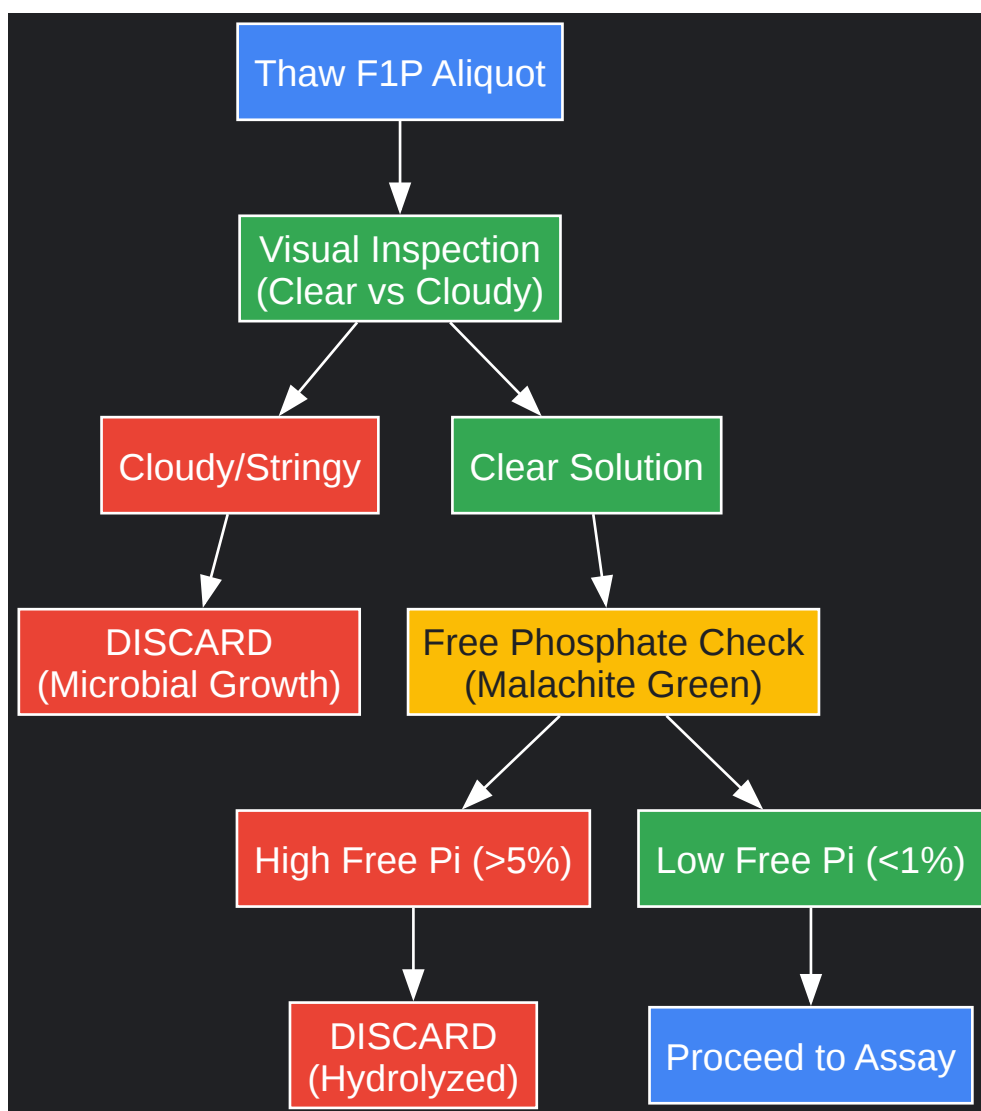 Thaw F1P Aliquot
Visual Inspection
(Clear vs Cloudy)
Cloudy/Stringy
Clear Solution
DISCARD
(Microbial Growth)
Free Phosphate Check
(Malachite Green)
High Free Pi (>5%)
Low Free Pi (<1%)
DISCARD
(Hydrolyzed)
Proceed to Assay